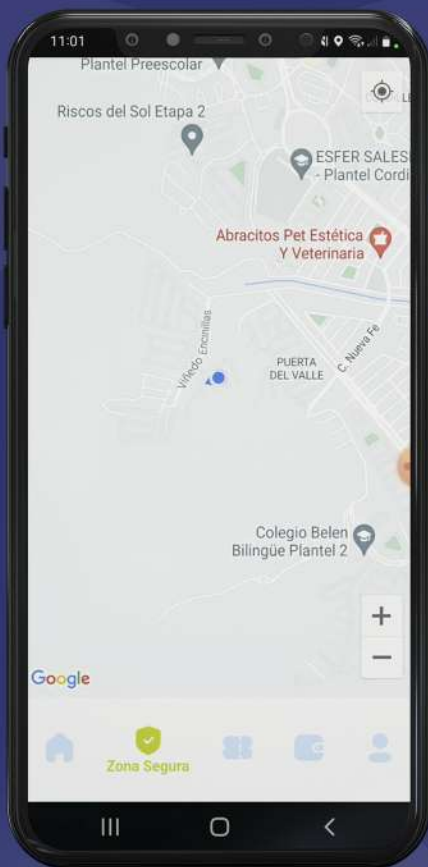 11:01
Plantel Preescolar
Riscos del Sol Etapa 2
ESFER SALESI
- Plantel Cordi
Abracitos Pet Estética
Y Veterinaria
Viñedo Encinillas
PUERTA
DEL VALLE
C. Nueva Fe
Colegio Belen
Bilingüe Plantel 2
+
−
Google
Zona Segura